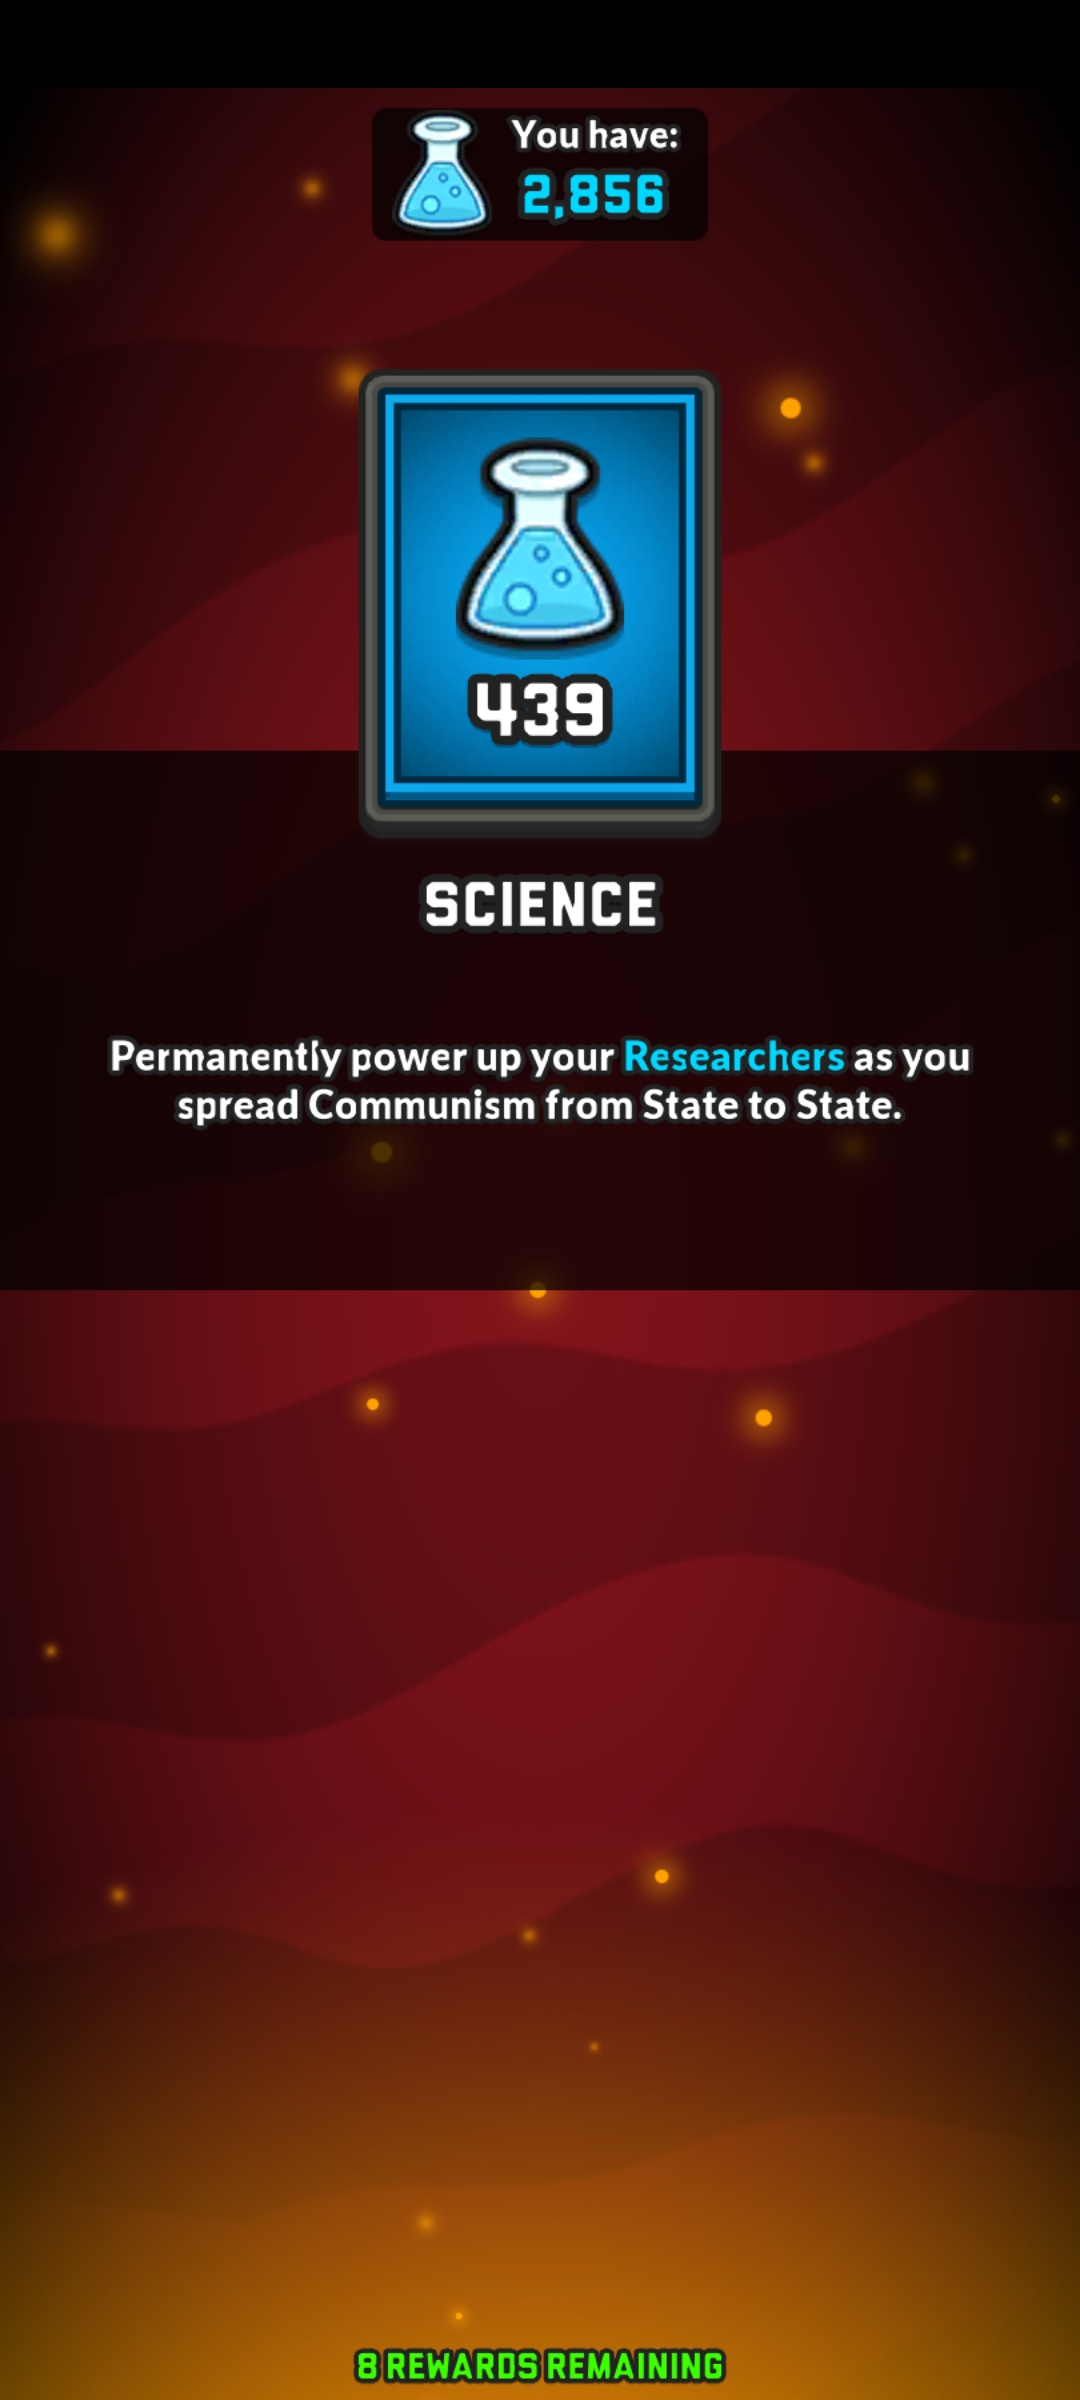 You have:
2,856
439
SCIENCE
Permanently power up your Researchers as you
spread Communism from State to State.
8 REWARDS REMAINING